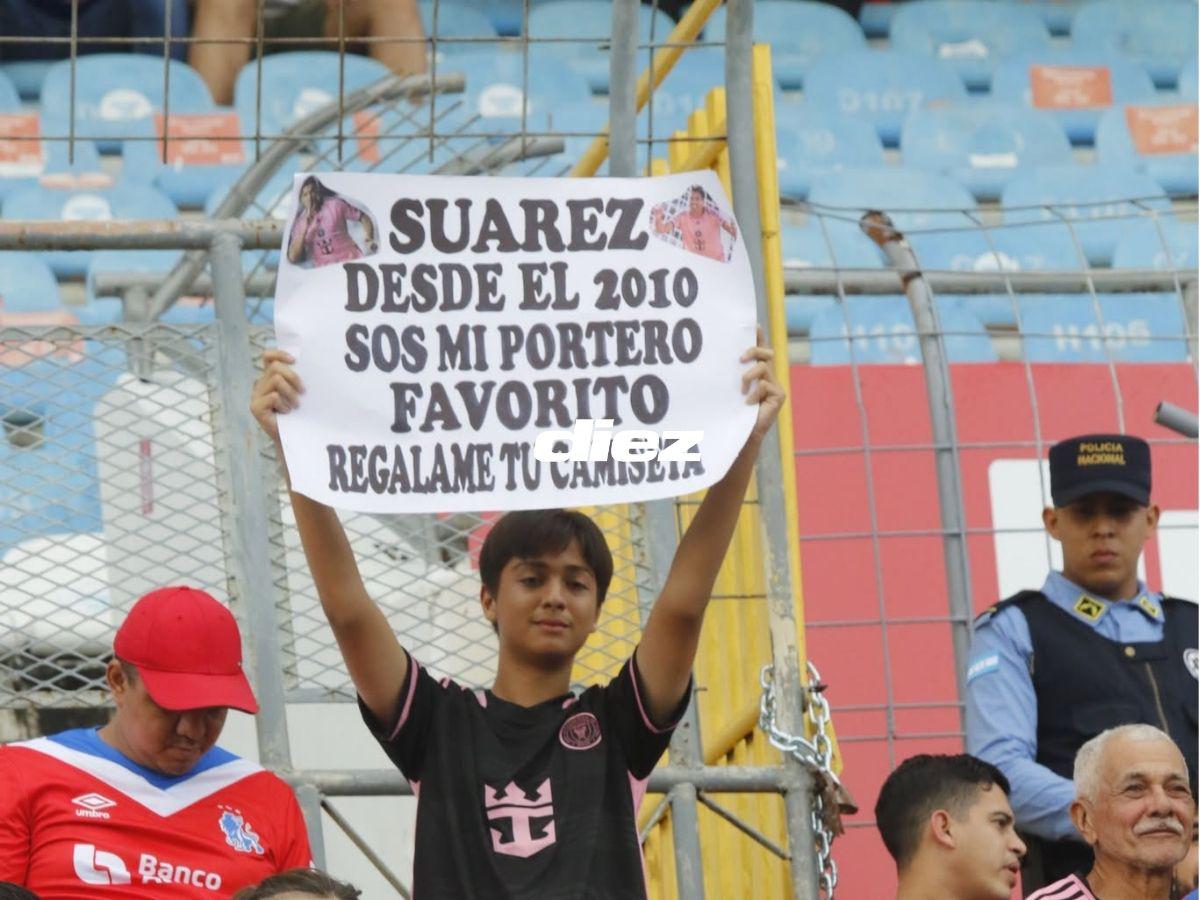 SUAREZ
DESDE EL 2010
SOS MI PORTERO
FAVORITO
REGALAME TU CAMISETA
diez
POLICIA
NACIONAL
umbro
Banco